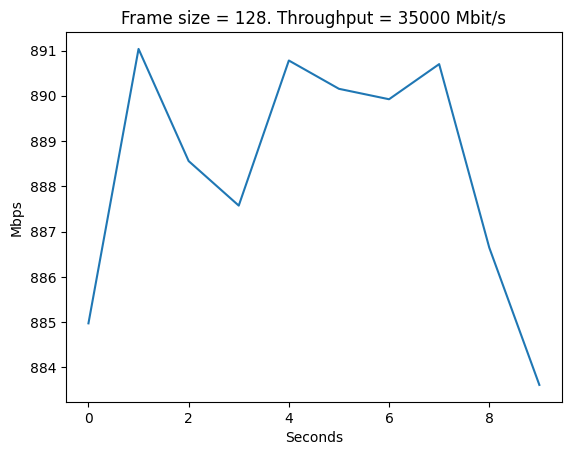 Frame size = 128. Throughput = 35000 Mbit/s
891
890
889
888
887
886
885
884
Mbps
0 2 4 6 8
Seconds